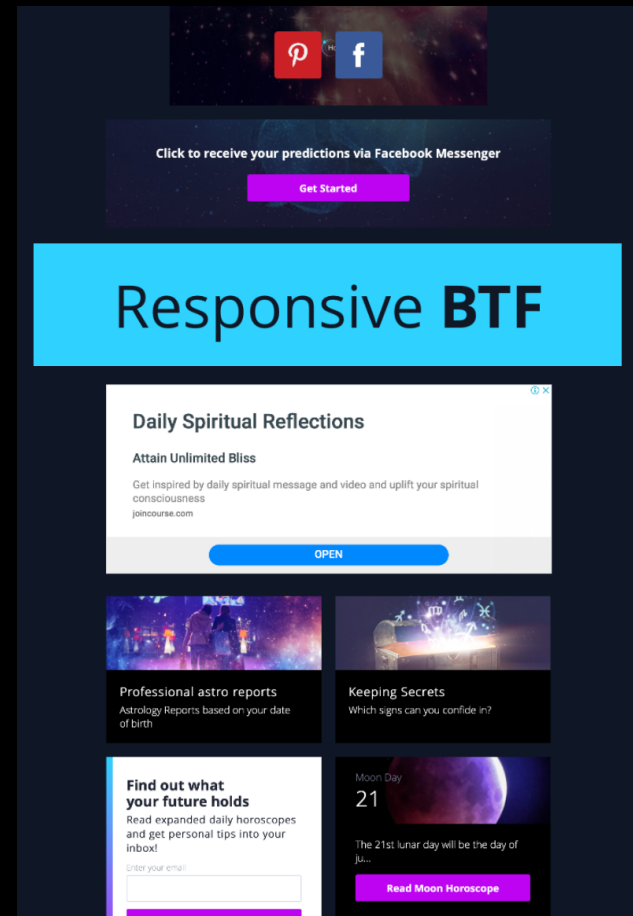 Click to receive your predictions via Facebook Messenger
Get Started
Responsive BTF
Daily Spiritual Reflections
Attain Unlimited Bliss
Get inspired by daily spiritual message and video and uplift your spiritual
consciousness
joincourse.com
OPEN
Professional astro reports
Astrology Reports based on your date
of birth
Keeping Secrets
Which signs can you confide in?
Find out what
your future holds
Read expanded daily horoscopes
and get personal tips into your
inbox!
Enter your email
Moon Day
21
The 21st lunar day will be the day of
ju...
Read Moon Horoscope